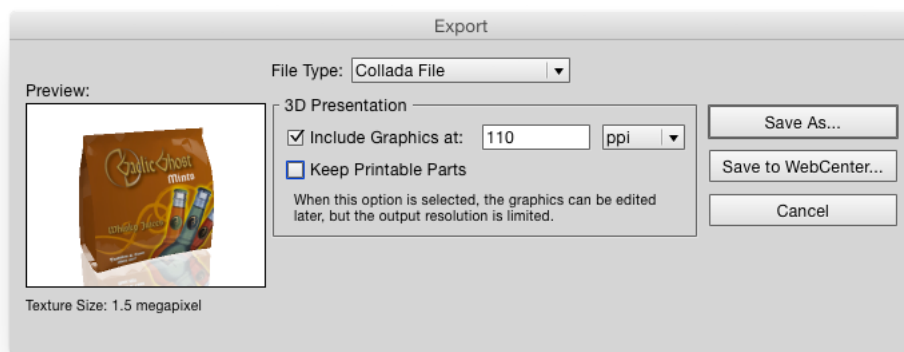 Export
File Type: Collada File
Preview:
3D Presentation
Include Graphics at: 110 ppi
Keep Printable Parts
When this option is selected, the graphics can be edited
later, but the output resolution is limited.
Save As...
Save to WebCenter...
Cancel
Gaelic Ghost
Mints
Texture Size: 1.5 megapixel